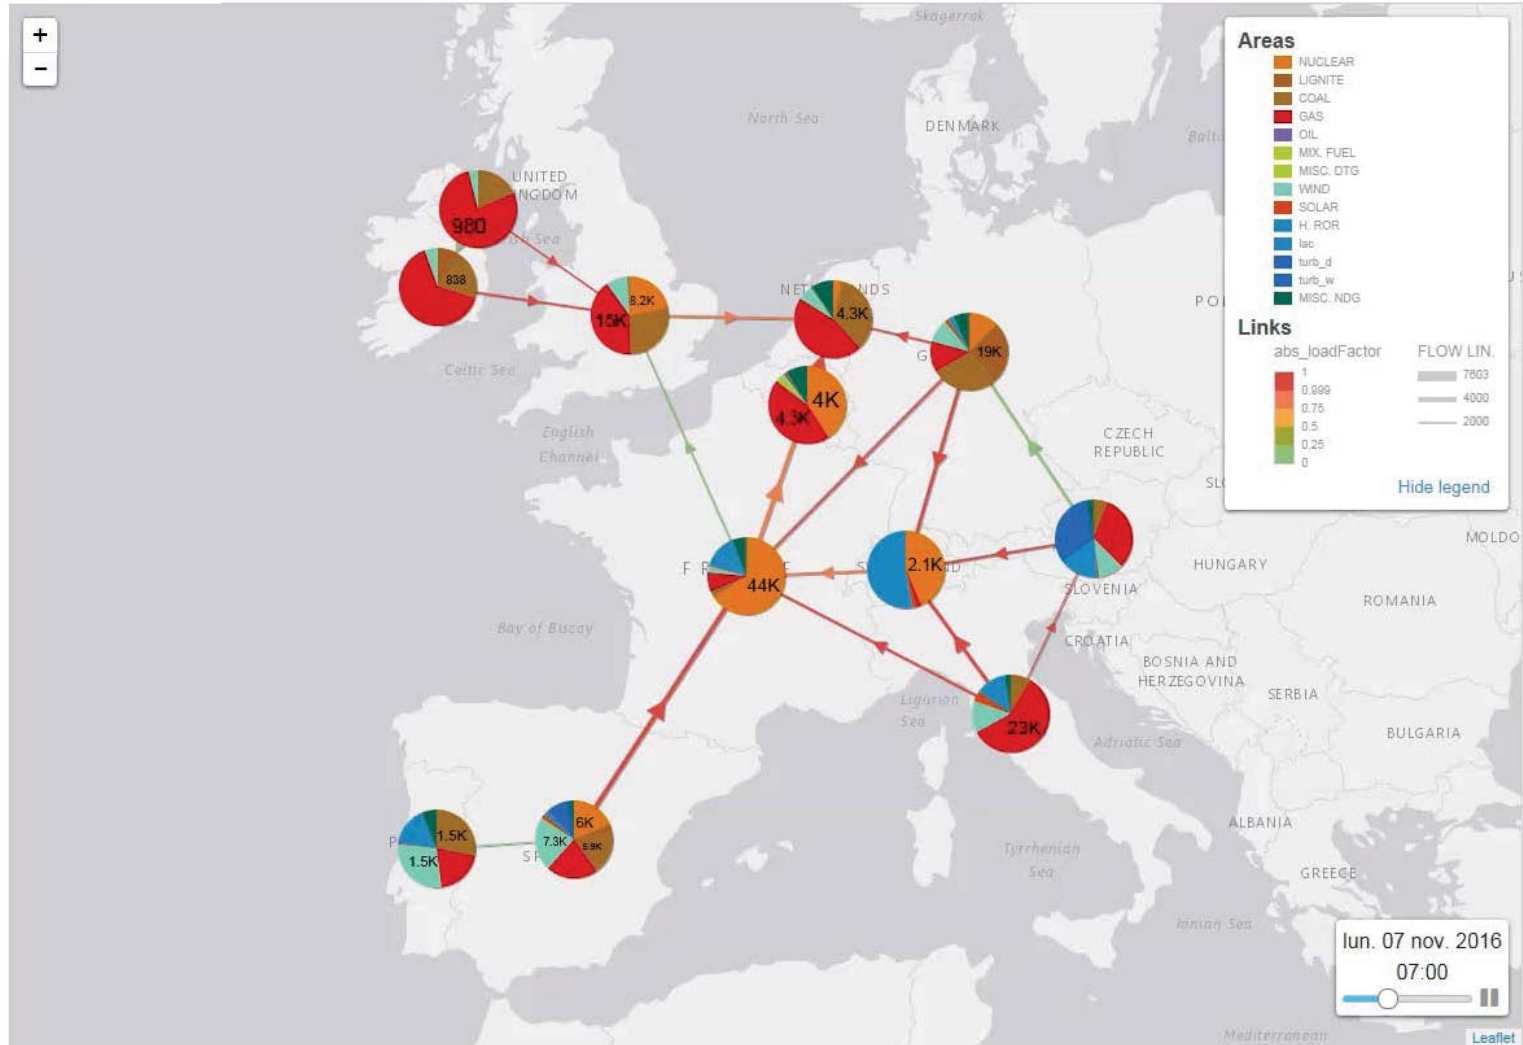 +
−
Skagerrak
North Sea
DENMARK
Balti
UNITED
INGDOM
980
838
Irish Sea
8.2K
15K
Celtic Sea
NETHERLANDS
4.3K
G
19K
PO
4K
4.3K
English
Channel
CZECH
REPUBLIC
SL
MOLDO
HUNGARY
F R
E
44K
2.1K
D
SLOVENIA
ROMANIA
Bay of Biscay
CROATIA
BOSNIA AND
HERZEGOVINA
SERBIA
Ligurian
Sea
23K
Adriatic Sea
BULGARIA
P
1.5K
1.5K
6K
7.3K
5.9K
S P
ALBANIA
Tyrrhenian
Sea
GREECE
Ionian Sea
Mediterranean
Areas
NUCLEAR
LIGNITE
COAL
GAS
OIL
MIX. FUEL
MISC. DTG
WIND
SOLAR
H. ROR
lac
turb_d
turb_w
MISC. NDG
Links
abs_loadFactor
1
0.999
0.75
0.5
0.25
0
FLOW LIN.
7603
4000
2000
Hide legend
lun. 07 nov. 2016
07:00
Leaflet